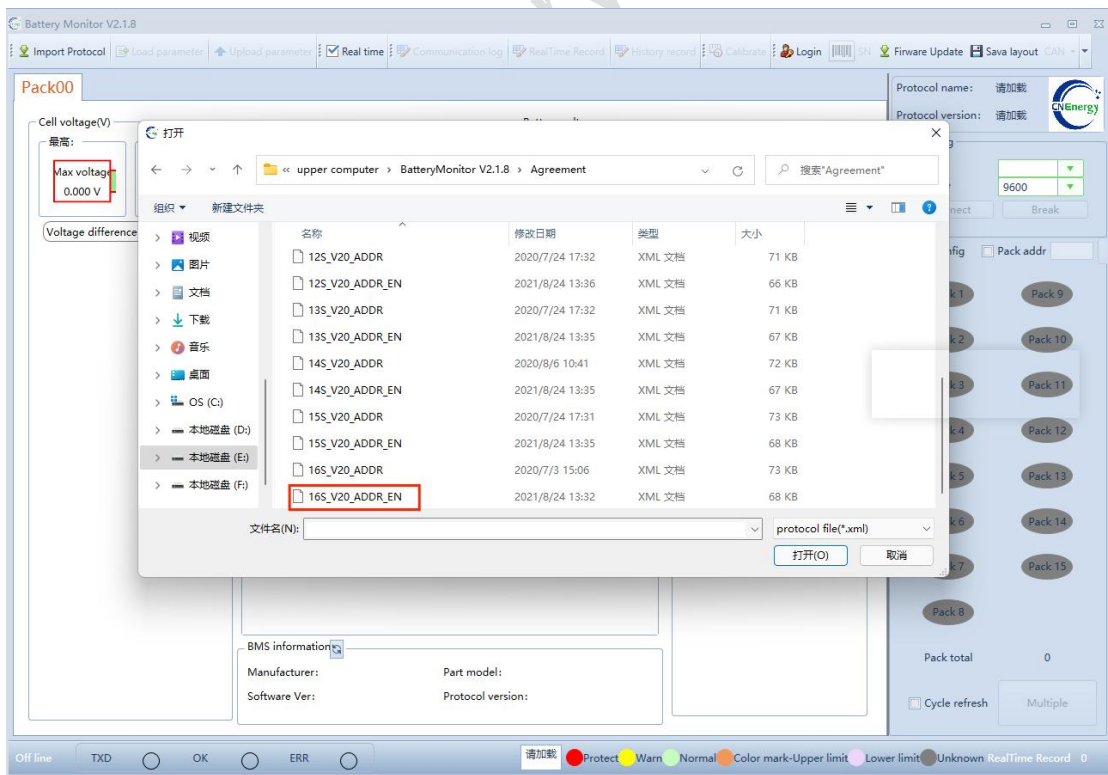 Battery Monitor V2.1.8
Import Protocol Load parameter Upload parameter Real time Communication log RealTime Record History record Calibrate Login SN Firware Update Sava layout CAN
Pack00
Protocol name: 请加载
Protocol version: 请加载
CNEnergy
Cell voltage(V)
最高:
Max voltage
0.000 V
Voltage difference
打开
« upper computer › BatteryMonitor V2.1.8 › Agreement
搜索"Agreement"
组织 新建文件夹
视频
图片
文档
下载
音乐
桌面
OS (C:)
本地磁盘 (D:)
本地磁盘 (E:)
本地磁盘 (F:)
名称 修改日期 类型 大小
12S_V20_ADDR 2020/7/24 17:32 XML 文档 71 KB
12S_V20_ADDR_EN 2021/8/24 13:36 XML 文档 66 KB
13S_V20_ADDR 2020/7/24 17:32 XML 文档 71 KB
13S_V20_ADDR_EN 2021/8/24 13:35 XML 文档 67 KB
14S_V20_ADDR 2020/8/6 10:41 XML 文档 72 KB
14S_V20_ADDR_EN 2021/8/24 13:35 XML 文档 67 KB
15S_V20_ADDR 2020/7/24 17:31 XML 文档 73 KB
15S_V20_ADDR_EN 2021/8/24 13:35 XML 文档 68 KB
16S_V20_ADDR 2020/7/3 15:06 XML 文档 73 KB
16S_V20_ADDR_EN 2021/8/24 13:32 XML 文档 68 KB
文件名(N): protocol file(*.xml)
打开(O) 取消
9600
Break
Pack addr
Pack 9
Pack 10
Pack 11
Pack 12
Pack 13
Pack 14
Pack 15
Pack 8
Pack total 0
Cycle refresh Multiple
BMS information
Manufacturer: Part model:
Software Ver: Protocol version:
Off line TXD OK ERR 请加载 Protect Warn Normal Color mark-Upper limit Lower limit Unknown RealTime Record 0